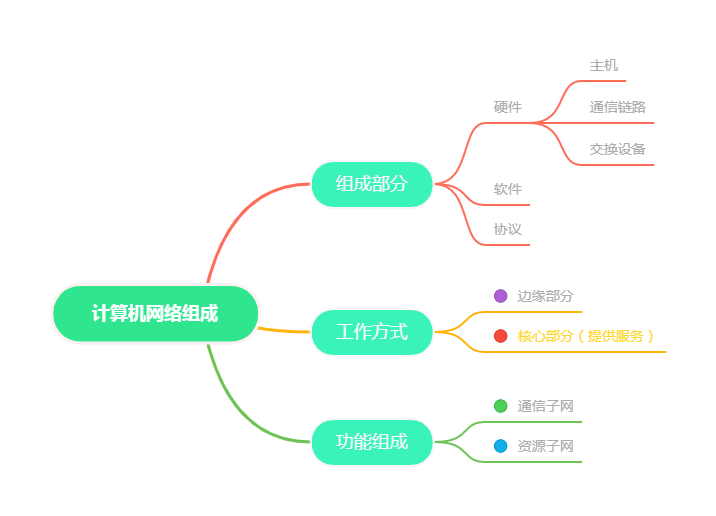 计算机网络组成
组成部分
硬件
主机
通信链路
交换设备
软件
协议
工作方式
边缘部分
核心部分（提供服务）
功能组成
通信子网
资源子网